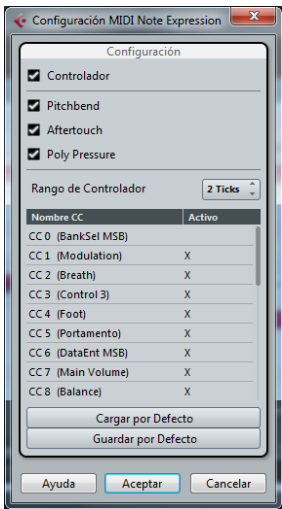 Configuración MIDI Note Expression
Configuración
Controlador
Pitchbend
Aftertouch
Poly Pressure
Rango de Controlador 2 Ticks
Nombre CC Activo
CC 0 (BankSel MSB)
CC 1 (Modulation) X
CC 2 (Breath) X
CC 3 (Control 3) X
CC 4 (Foot) X
CC 5 (Portamento) X
CC 6 (DataEnt MSB) X
CC 7 (Main Volume) X
CC 8 (Balance) X
Cargar por Defecto
Guardar por Defecto
Ayuda Aceptar Cancelar